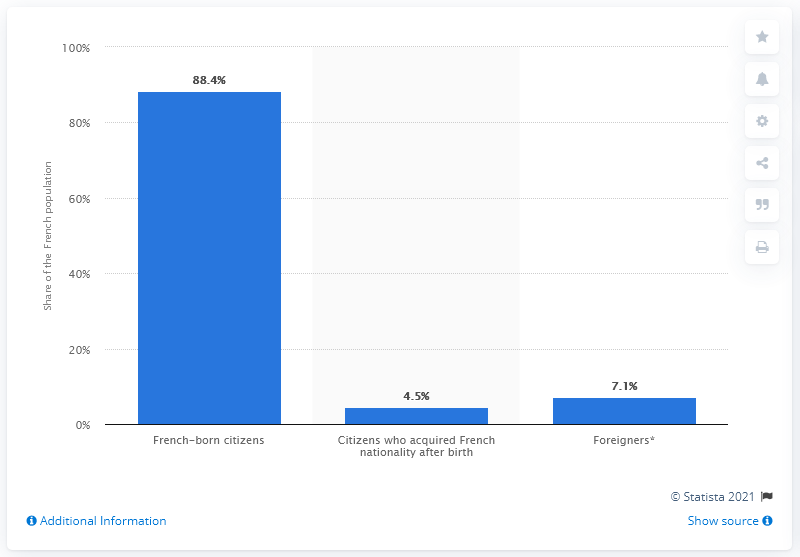 100%
88.4%
80%
60%
40%
20%
0%
Share of the French population
4.5%
7.1%
French-born citizens
Citizens who acquired French
nationality after birth
Foreigners*
© Statista 2021
Additional Information
Show source